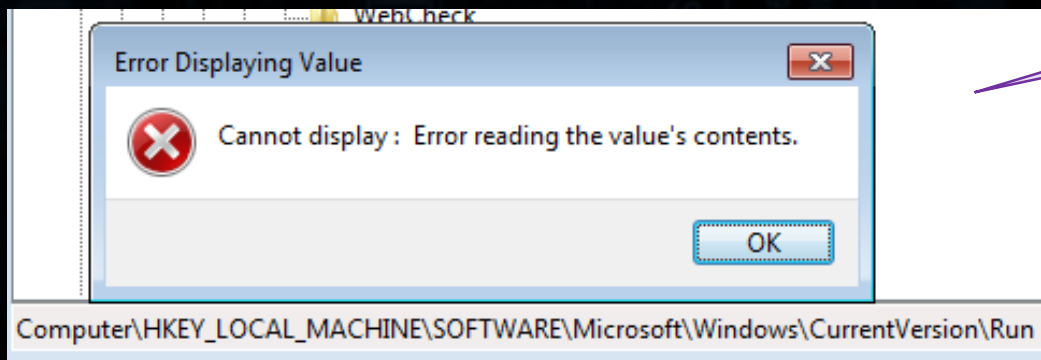 WebCheck
Error Displaying Value
Cannot display :  Error reading the value's contents.
OK
Computer\HKEY_LOCAL_MACHINE\SOFTWARE\Microsoft\Windows\CurrentVersion\Run